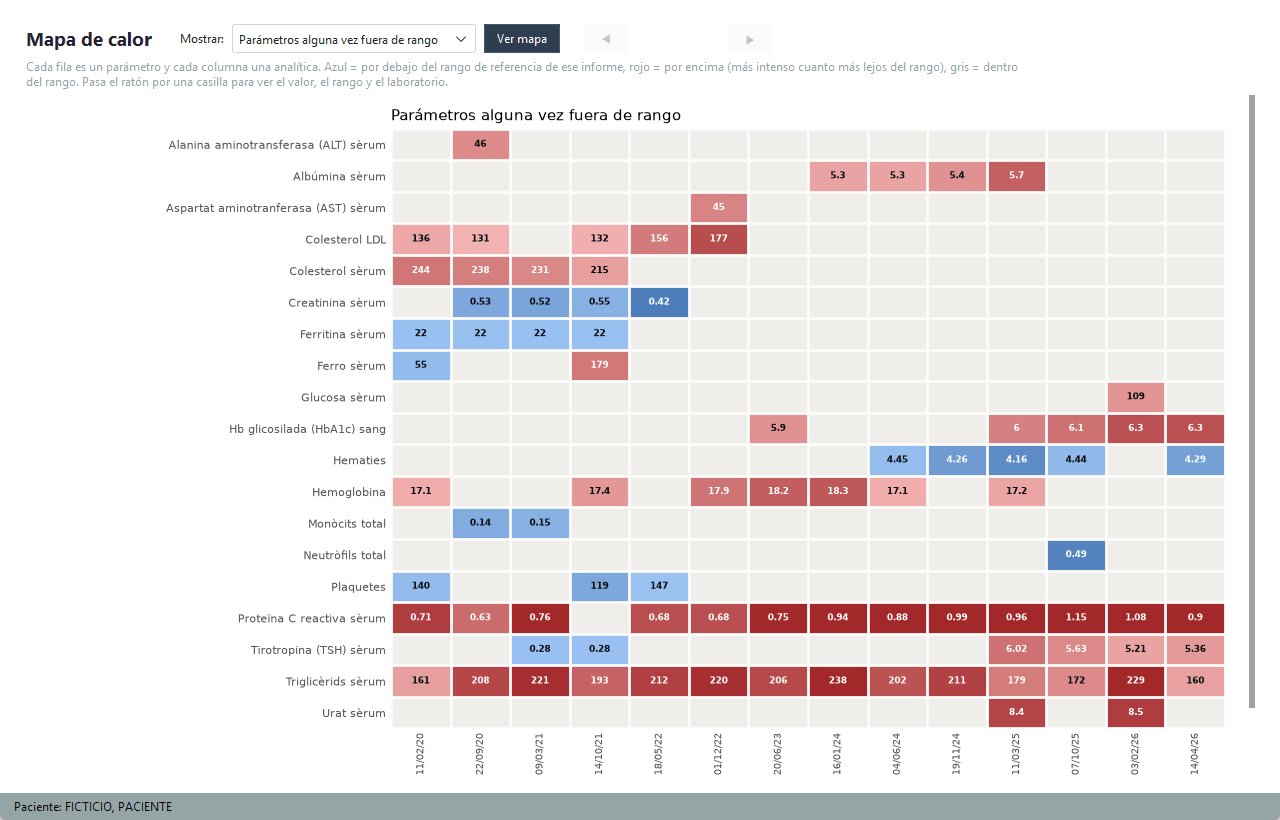 Mapa de calor Mostrar: Parámetros alguna vez fuera de rango Ver mapa ◄ ►
Cada fila es un parámetro y cada columna una analítica. Azul = por debajo del rango de referencia de ese informe, rojo = por encima (más intenso cuanto más lejos del rango), gris = dentro
del rango. Pasa el ratón por una casilla para ver el valor, el rango y el laboratorio.
Parámetros alguna vez fuera de rango
Alanina aminotransferasa (ALT) sèrum 46
Albúmina sèrum 5.3 5.3 5.4 5.7
Aspartat aminotranferasa (AST) sèrum 45
Colesterol LDL 136 131 132 156 177
Colesterol sèrum 244 238 231 215
Creatinina sèrum 0.53 0.52 0.55 0.42
Ferritina sèrum 22 22 22 22
Ferro sèrum 55 179
Glucosa sèrum 109
Hb glicosilada (HbA1c) sang 5.9 6 6.1 6.3 6.3
Hematies 4.45 4.26 4.16 4.44 4.29
Hemoglobina 17.1 17.4 17.9 18.2 18.3 17.1 17.2
Monòcits total 0.14 0.15
Neutròfils total 0.49
Plaquetes 140 119 147
Proteïna C reactiva sèrum 0.71 0.63 0.76 0.68 0.68 0.75 0.94 0.88 0.99 0.96 1.15 1.08 0.9
Tirotropina (TSH) sèrum 0.28 0.28 6.02 5.63 5.21 5.36
Triglicèrids sèrum 161 208 221 193 212 220 206 238 202 211 179 172 229 160
Urat sèrum 8.4 8.5
11/02/20 22/09/20 09/03/21 14/10/21 18/05/22 01/12/22 20/06/23 16/01/24 04/06/24 19/11/24 11/03/25 07/10/25 03/02/26 14/04/26
Paciente: FICTICIO, PACIENTE